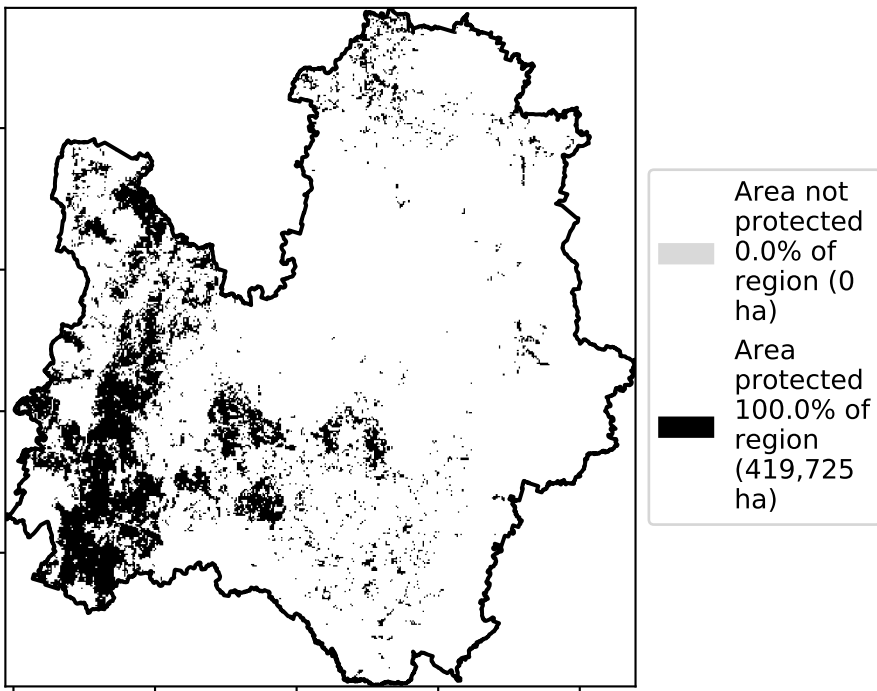 Area not
protected
0.0% of
region (0
ha)
Area
protected
100.0% of
region
(419,725
ha)